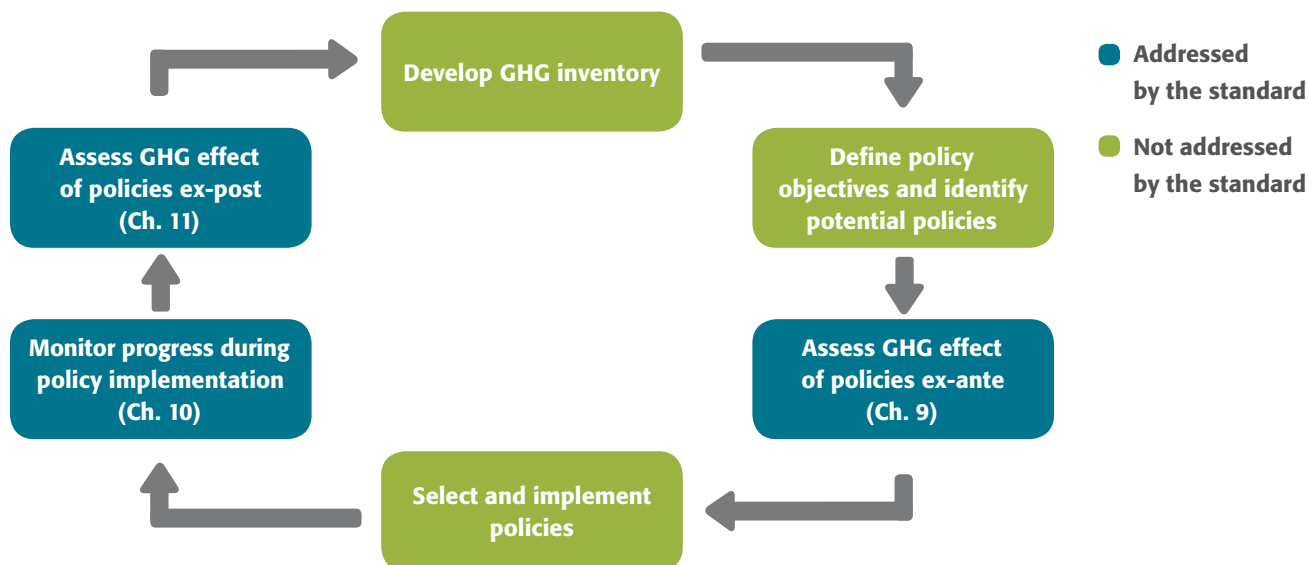 Develop GHG inventory
Define policy
objectives and identify
potential policies
Assess GHG effect
of policies ex-ante
(Ch. 9)
Select and implement
policies
Monitor progress during
policy implementation
(Ch. 10)
Assess GHG effect
of policies ex-post
(Ch. 11)
Addressed
by the standard
Not addressed
by the standard